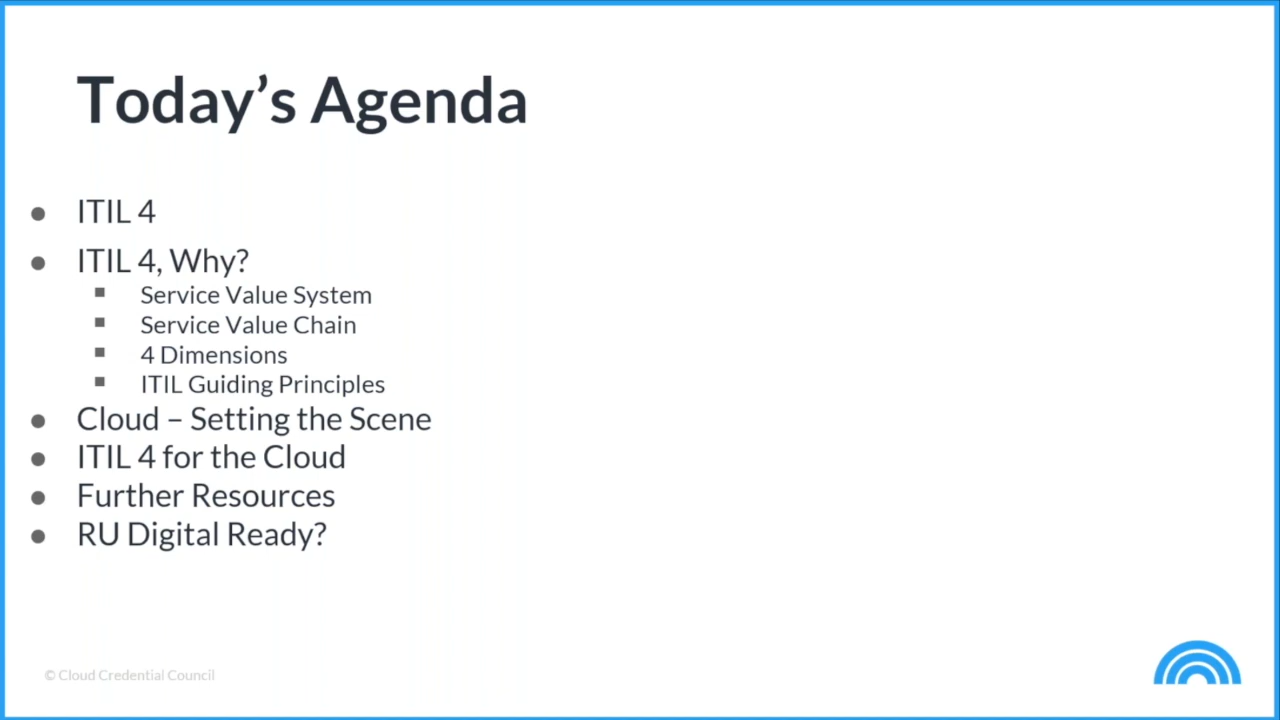 Today’s Agenda
● ITIL 4
● ITIL 4, Why?
■ Service Value System
■ Service Value Chain
■ 4 Dimensions
■ ITIL Guiding Principles
● Cloud – Setting the Scene
● ITIL 4 for the Cloud
● Further Resources
● RU Digital Ready?
© Cloud Credential Council